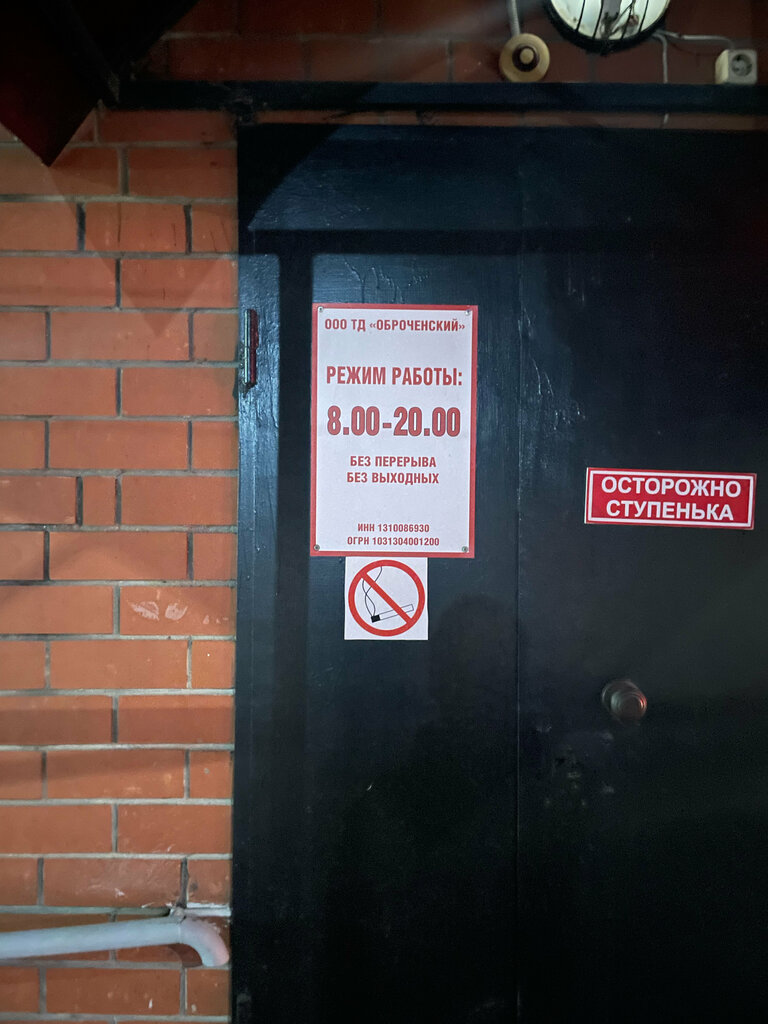 ООО ТД «ОБРОЧЕНСКИЙ»
РЕЖИМ РАБОТЫ:
8.00-20.00
БЕЗ ПЕРЕРЫВА
БЕЗ ВЫХОДНЫХ
ИНН 1310086930
ОГРН 1031304001200
ОСТОРОЖНО
СТУПЕНЬКА